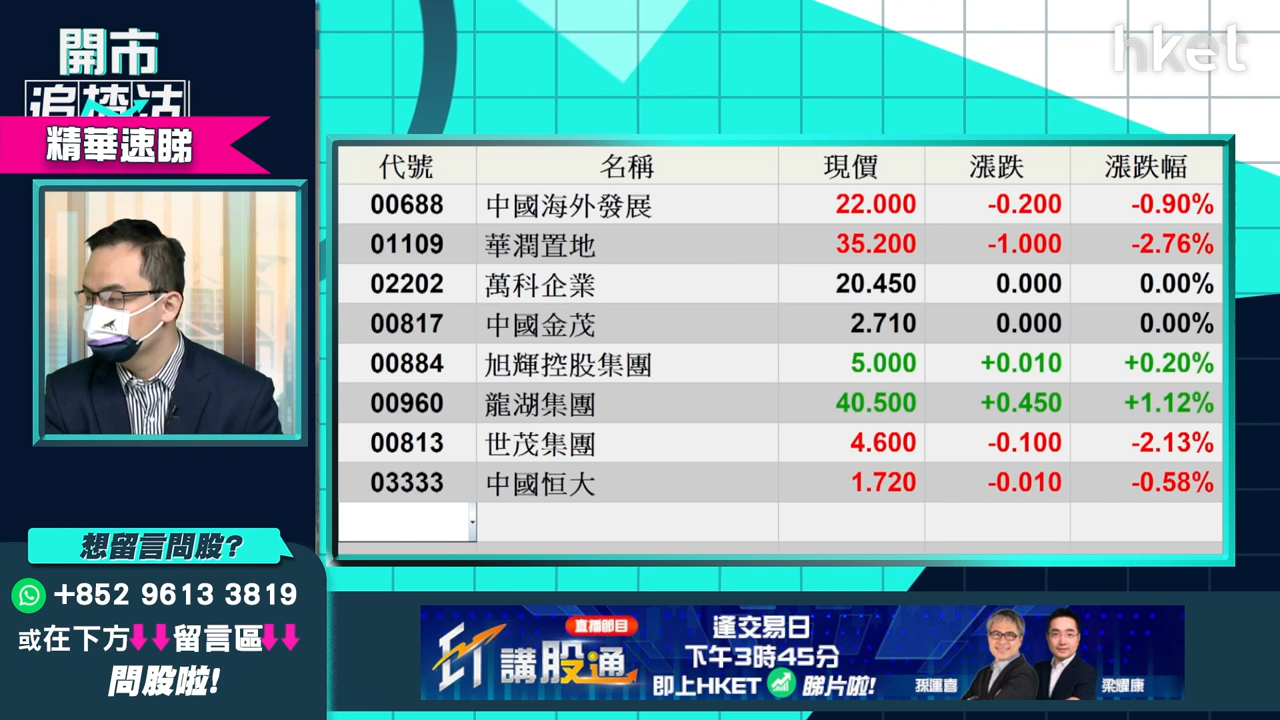 開市
追揸沽
精華速睇
hket
代號 名稱 現價 漲跌 漲跌幅
00688 中國海外發展 22.000 -0.200 -0.90%
01109 華潤置地 35.200 -1.000 -2.76%
02202 萬科企業 20.450 0.000 0.00%
00817 中國金茂 2.710 0.000 0.00%
00884 旭輝控股集團 5.000 +0.010 +0.20%
00960 龍湖集團 40.500 +0.450 +1.12%
00813 世茂集團 4.600 -0.100 -2.13%
03333 中國恒大 1.720 -0.010 -0.58%
想留言問股?
+852 9613 3819
或在下方留言區
問股啦!
ET講股通
直播節目
逢交易日
下午3時45分
即上HKET 睇片啦!
孫運喜
梁耀康